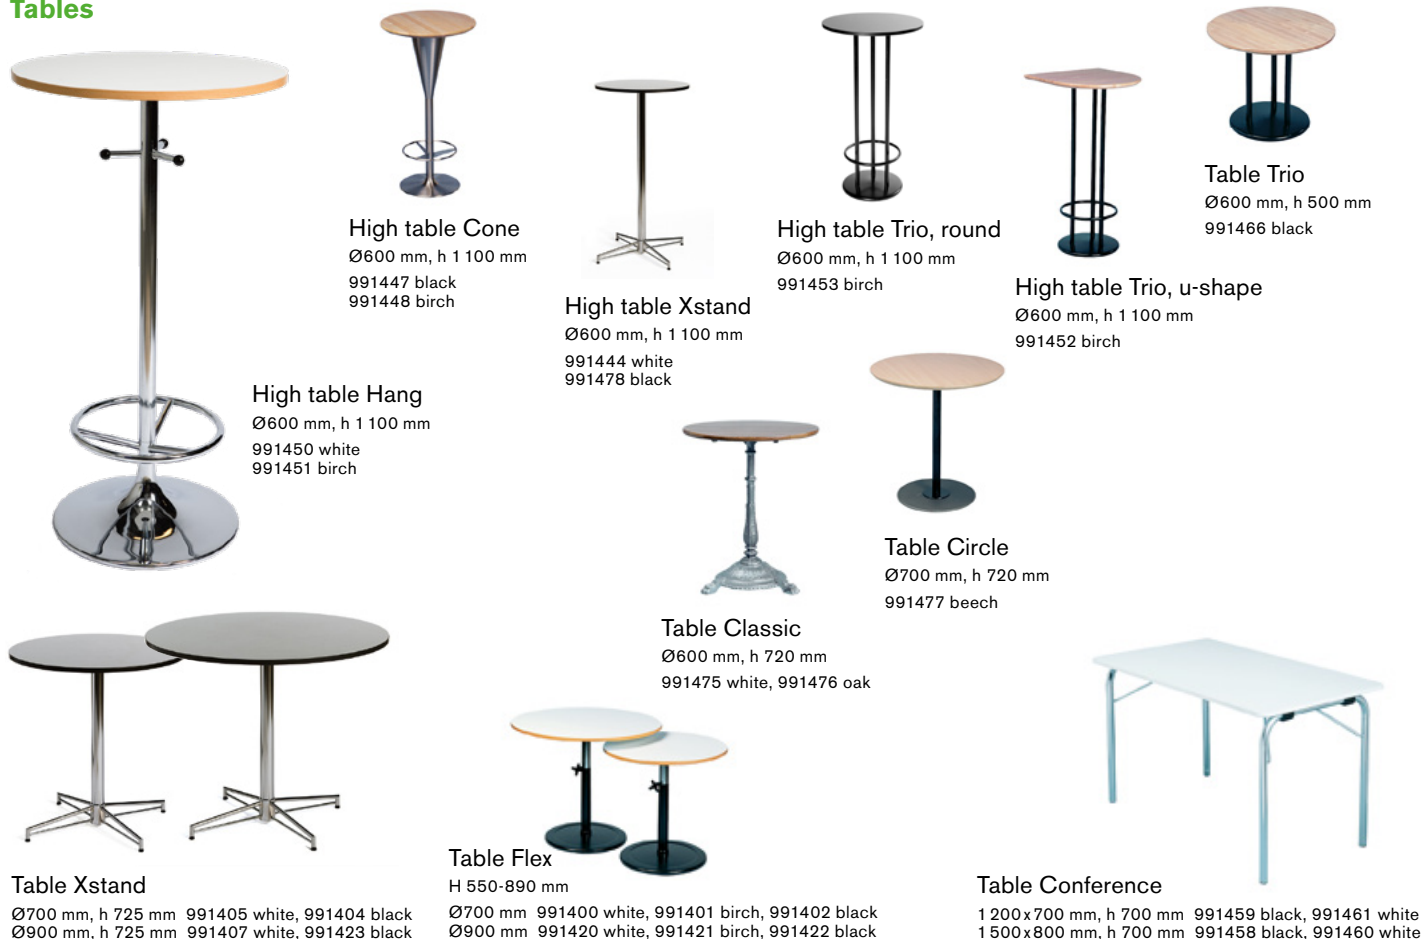 Tables
High table Cone
Ø600 mm, h 1 100 mm
991447 black
991448 birch
High table Xstand
Ø600 mm, h 1 100 mm
991444 white
991478 black
High table Trio, round
Ø600 mm, h 1 100 mm
991453 birch
High table Trio, u-shape
Ø600 mm, h 1 100 mm
991452 birch
Table Trio
Ø600 mm, h 500 mm
991466 black
High table Hang
Ø600 mm, h 1 100 mm
991450 white
991451 birch
Table Classic
Ø600 mm, h 720 mm
991475 white, 991476 oak
Table Circle
Ø700 mm, h 720 mm
991477 beech
Table Xstand
Ø700 mm, h 725 mm 991405 white, 991404 black
Ø900 mm, h 725 mm 991407 white, 991423 black
Table Flex
H 550-890 mm
Ø700 mm 991400 white, 991401 birch, 991402 black
Ø900 mm 991420 white, 991421 birch, 991422 black
Table Conference
1 200 x 700 mm, h 700 mm 991459 black, 991461 white
1 500 x 800 mm, h 700 mm 991458 black, 991460 white